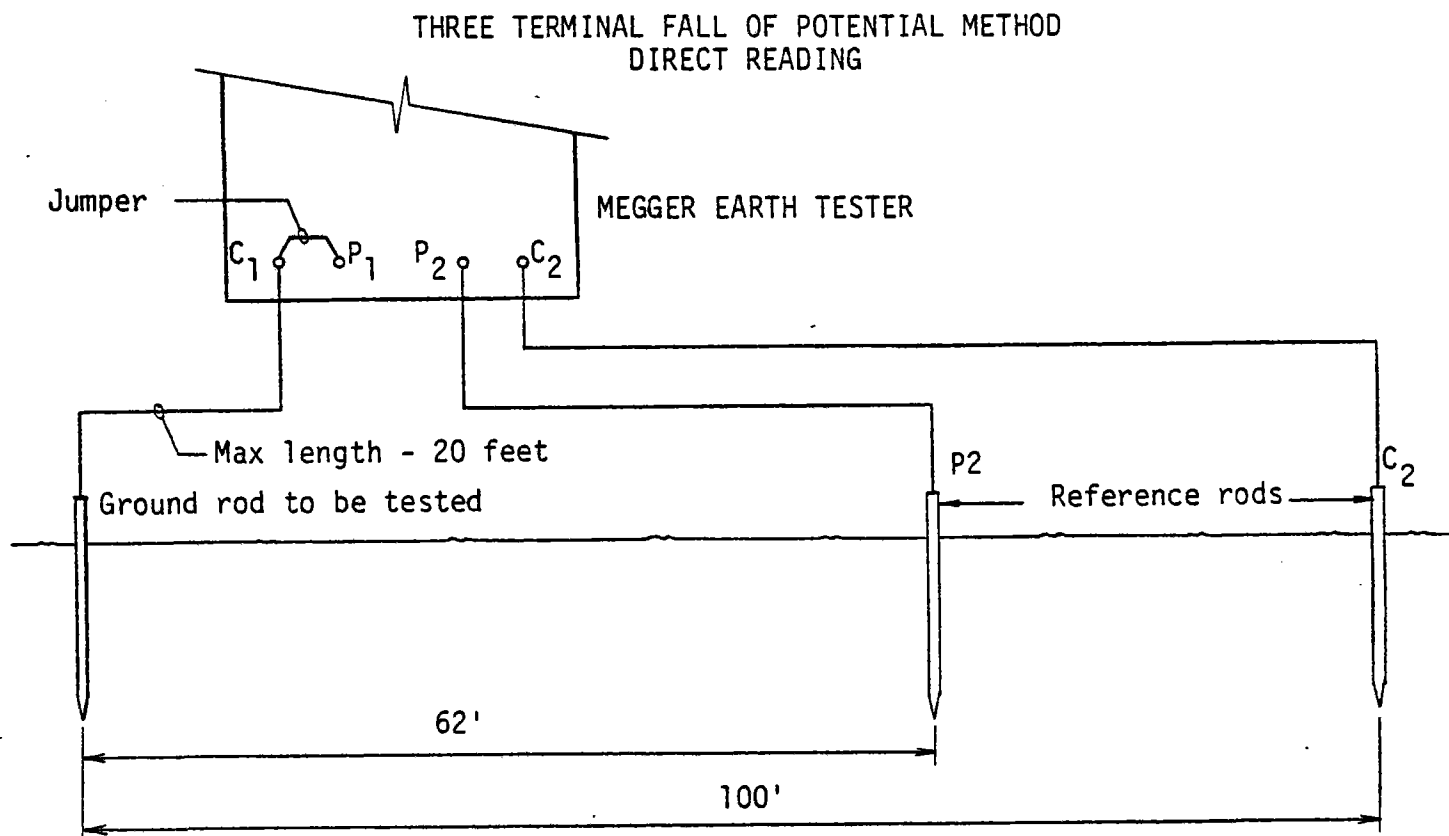 THREE TERMINAL FALL OF POTENTIAL METHOD
DIRECT READING
Jumper
MEGGER EARTH TESTER
C1 P1 P2 C2
Max length - 20 feet
P2
C2
Ground rod to be tested
Reference rods
62'
100'